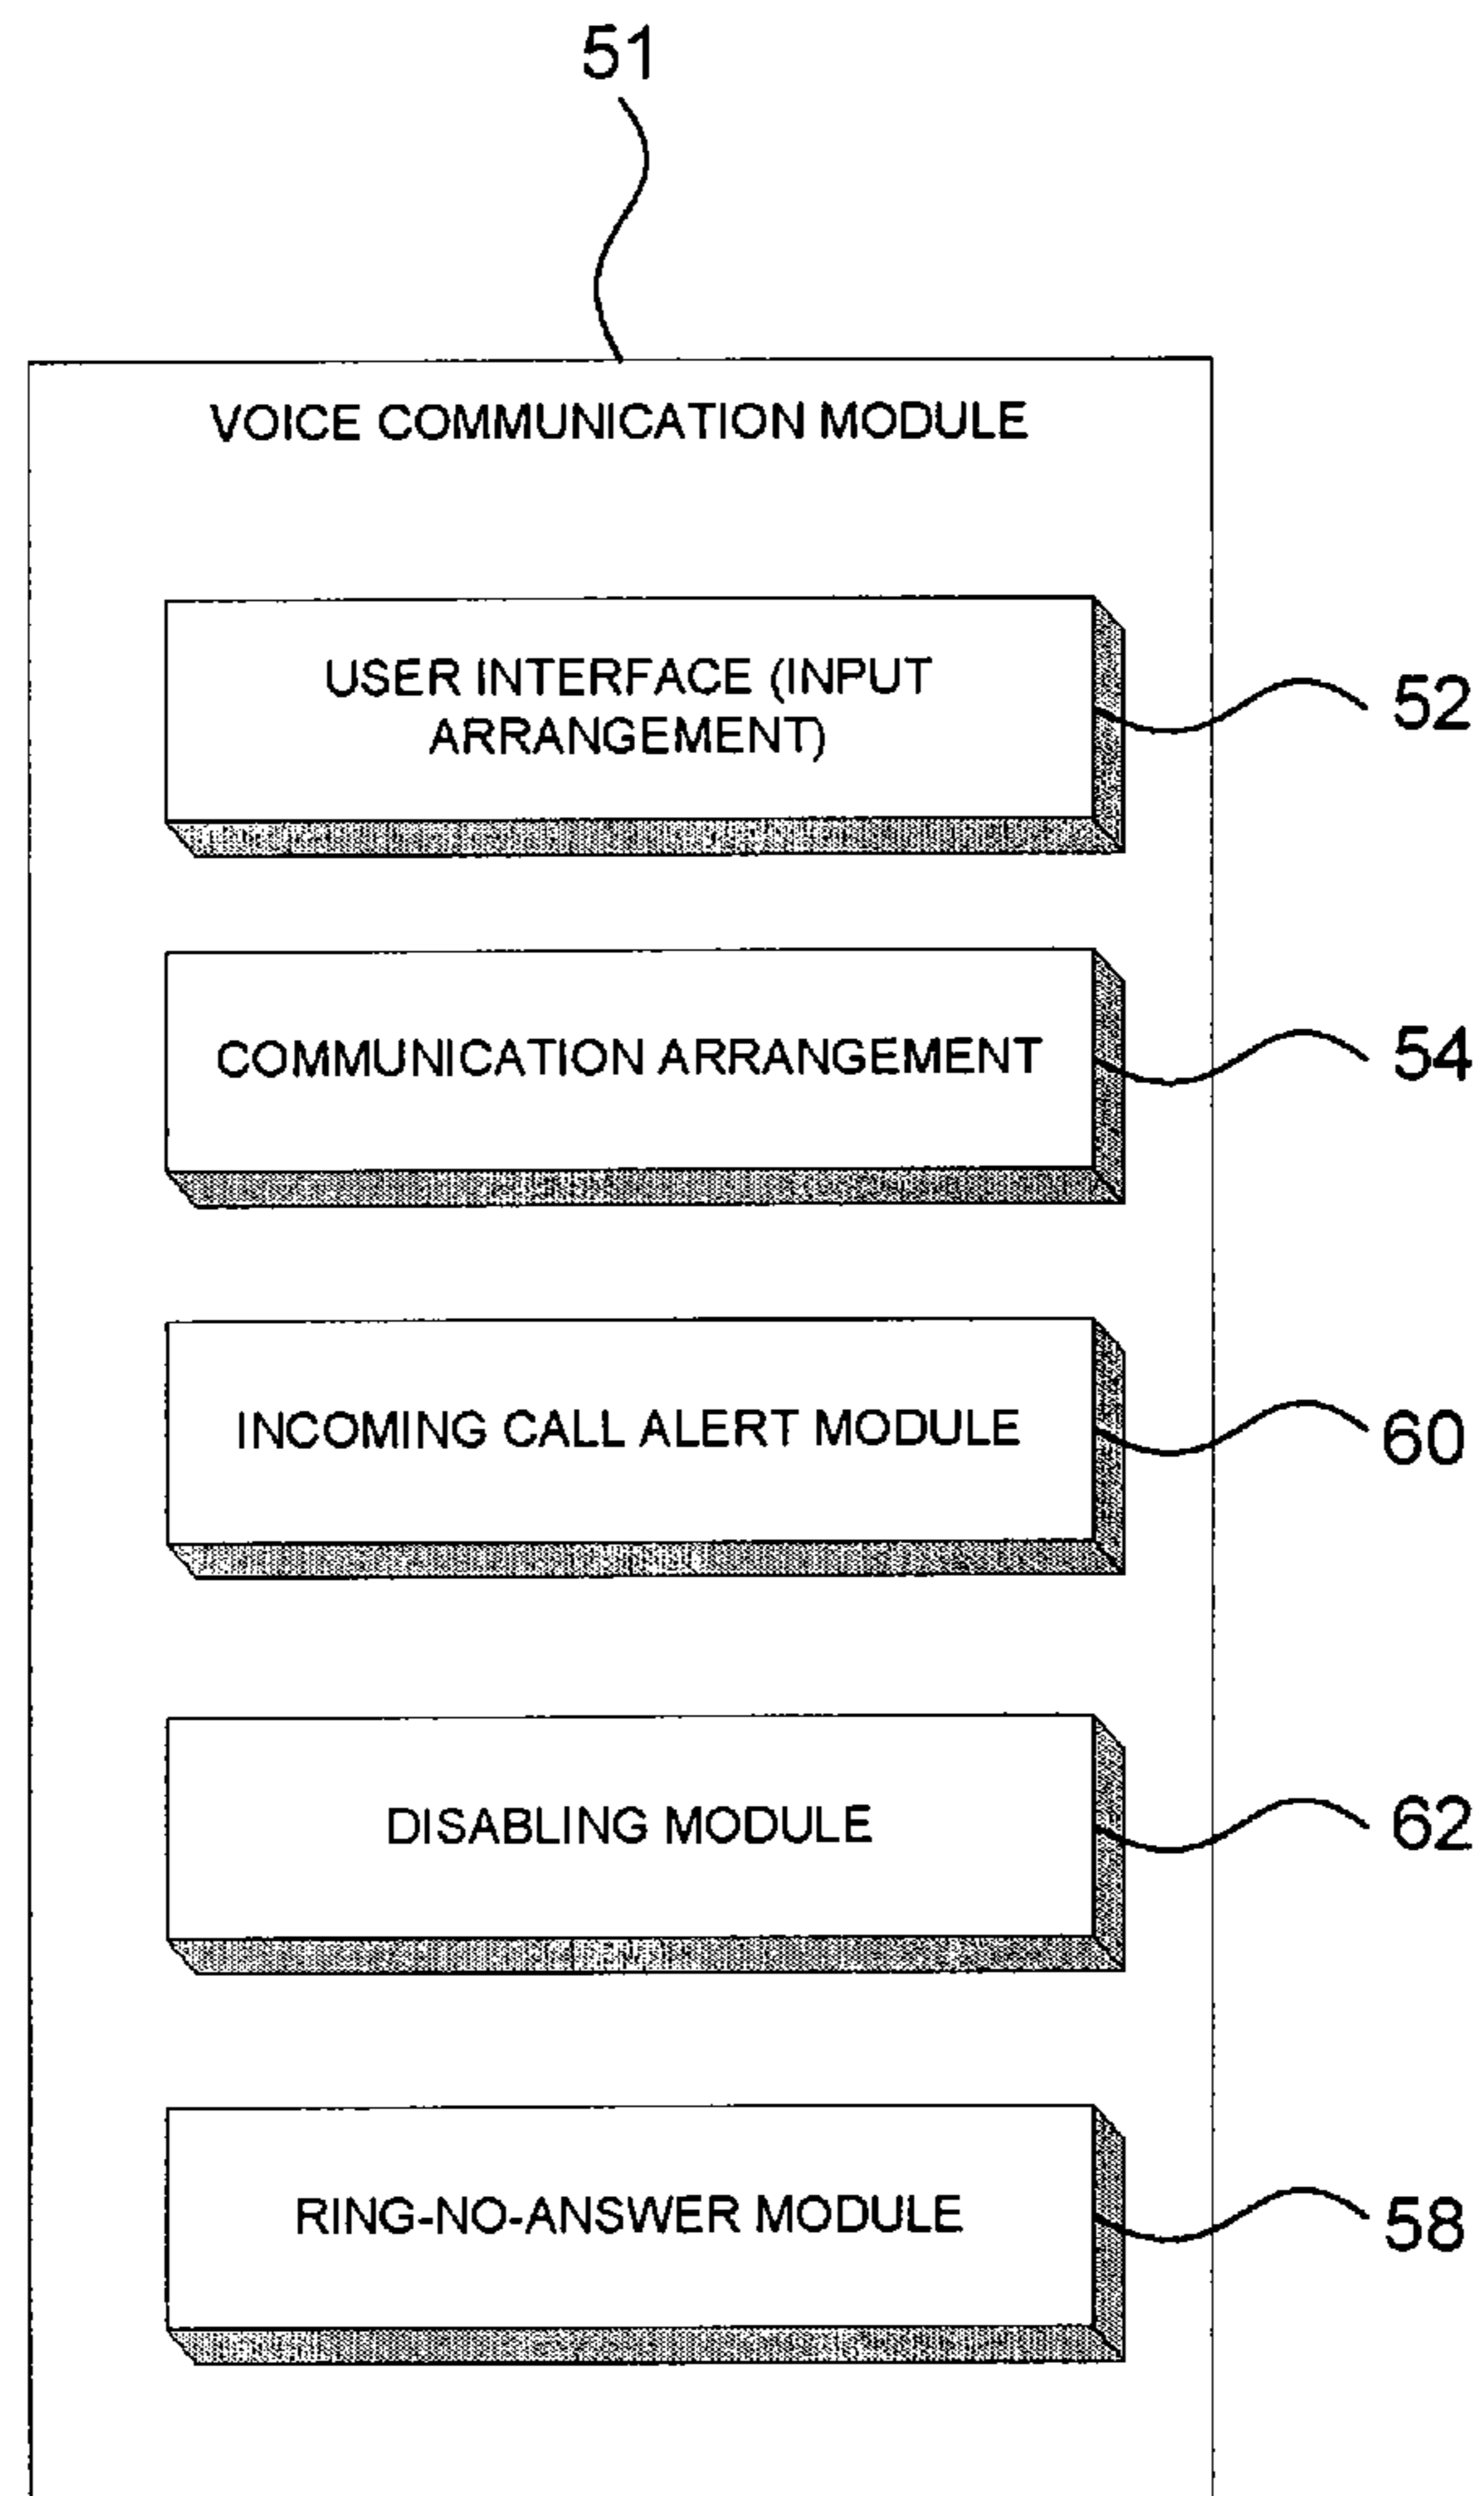 51
VOICE COMMUNICATION MODULE
USER INTERFACE (INPUT
ARRANGEMENT)
52
COMMUNICATION ARRANGEMENT
54
INCOMING CALL ALERT MODULE
60
DISABLING MODULE
62
RING-NO-ANSWER MODULE
58